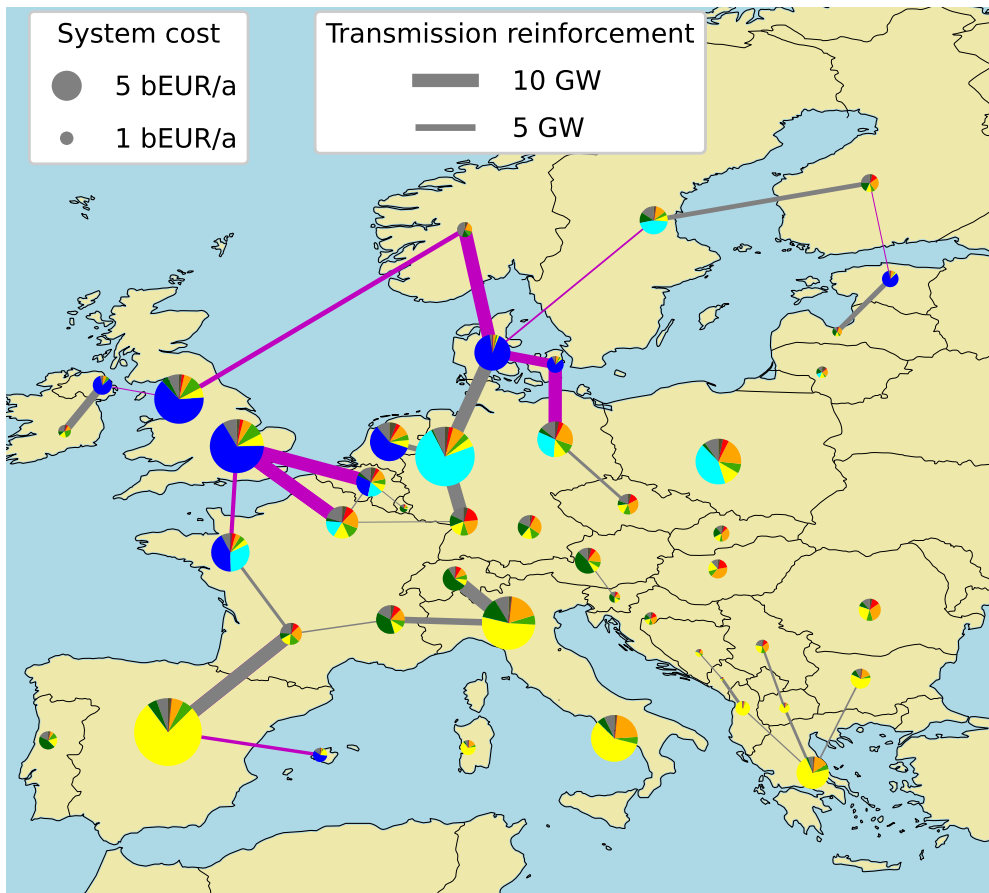 System cost
5 bEUR/a
1 bEUR/a
Transmission reinforcement
10 GW
5 GW